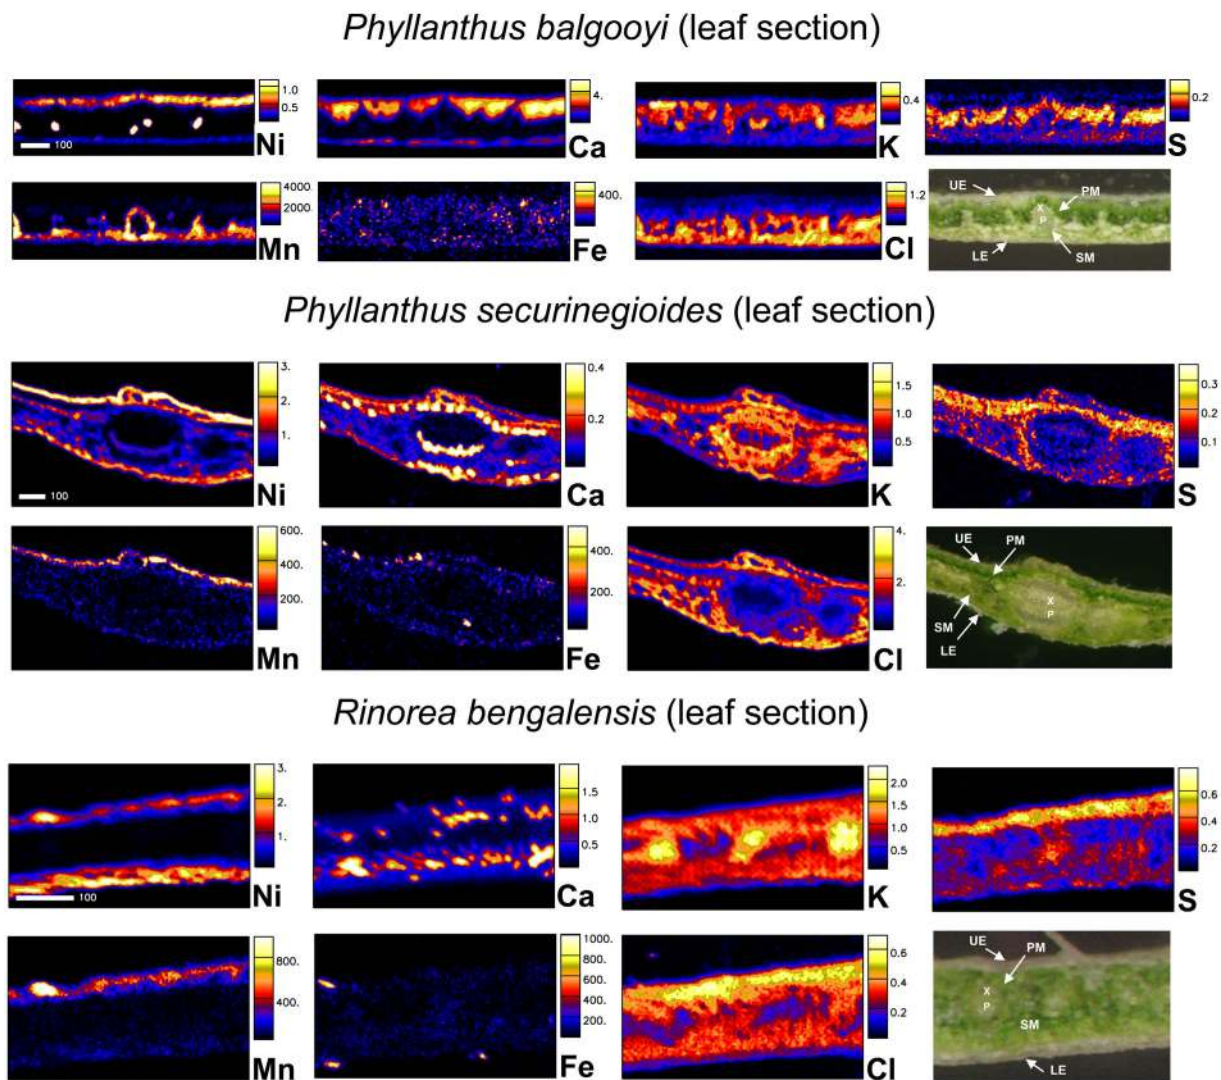 Phyllanthus balgooyi (leaf section)
1.0
0.5
100
Ni
4.
Ca
0.4
K
0.2
S
4000
2000
Mn
400.
Fe
1.2
Cl
UE
PM
X
P
LE
SM
Phyllanthus securinegioides (leaf section)
3.
2.
1.
100
Ni
0.4
0.2
Ca
1.5
1.0
0.5
K
0.3
0.2
0.1
S
600.
400.
200.
Mn
400.
200.
Fe
4.
2.
Cl
UE
PM
X
P
SM
LE
Rinorea bengalensis (leaf section)
3.
2.
1.
100
Ni
1.5
1.0
0.5
Ca
2.0
1.5
1.0
0.5
K
0.6
0.4
0.2
S
800.
400.
Mn
1000.
800.
600.
400.
200.
Fe
0.6
0.4
0.2
Cl
UE
PM
X
P
SM
LE